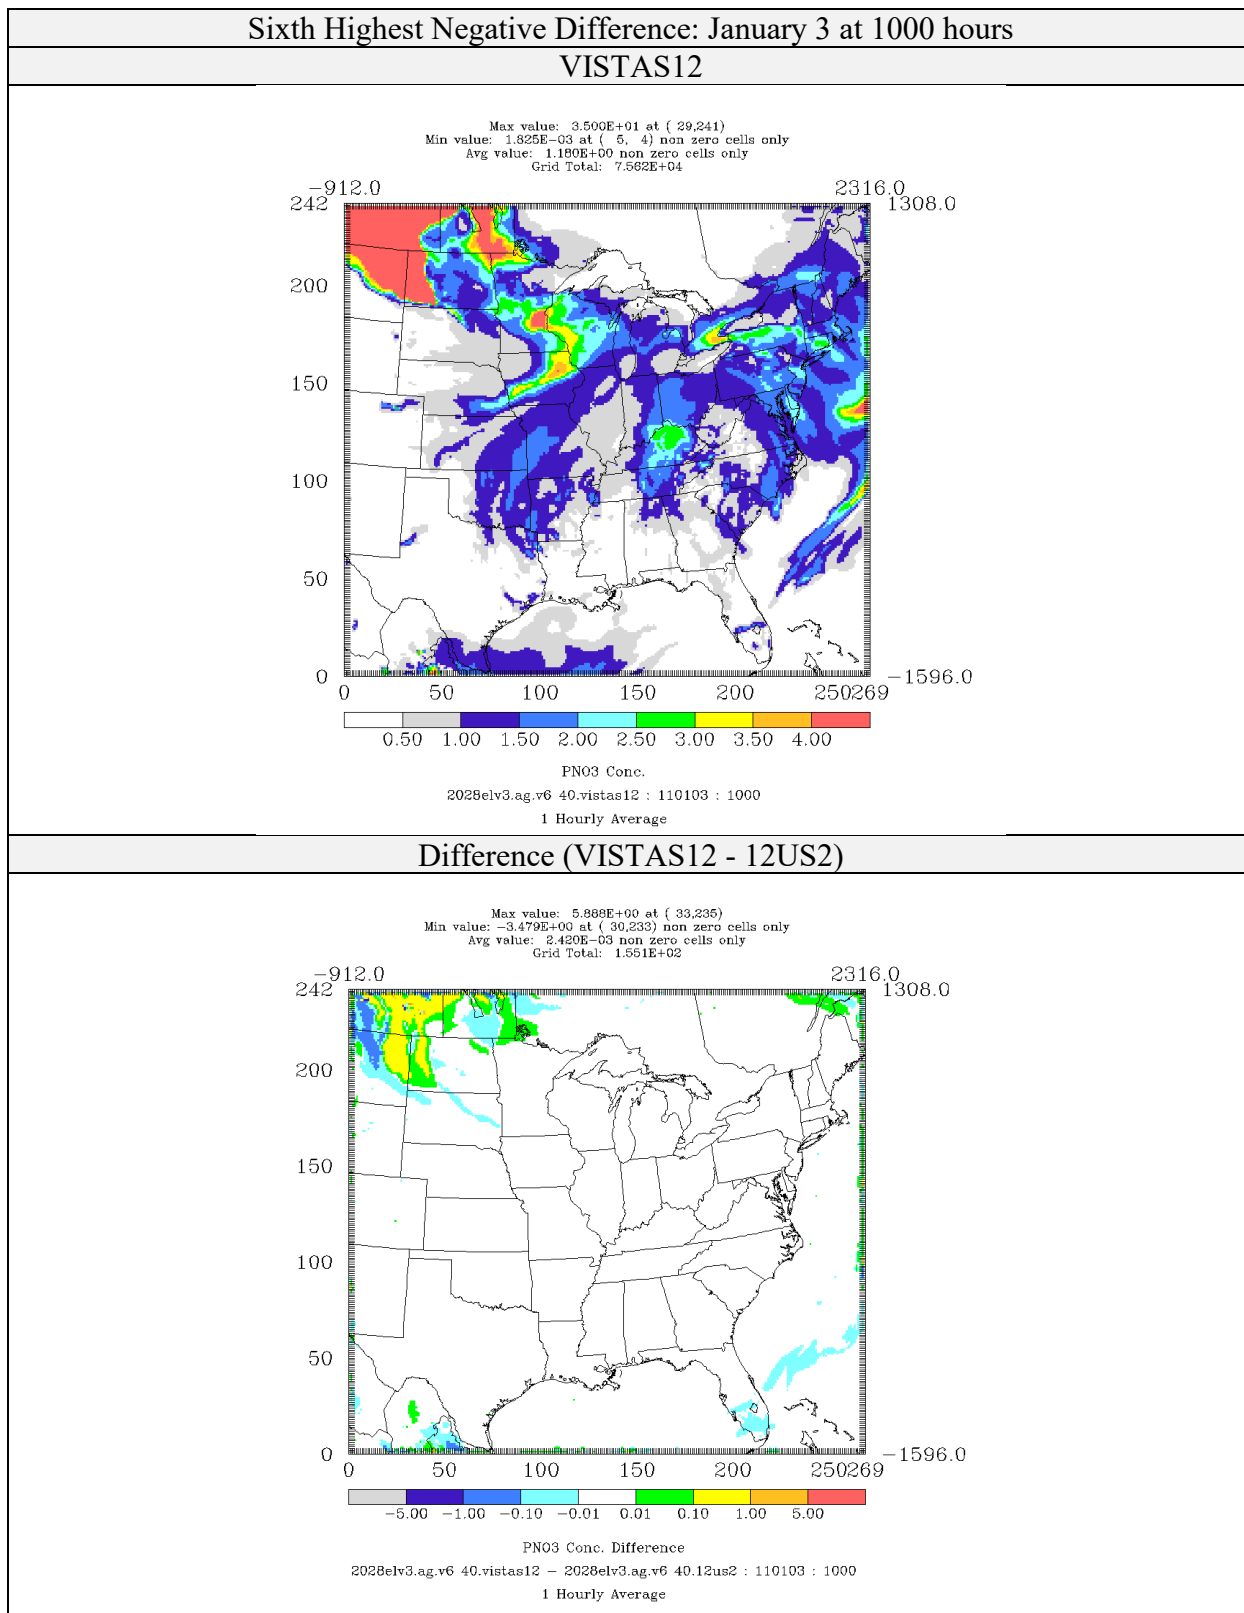 Sixth Highest Negative Difference: January 3 at 1000 hours
VISTAS12
Max value: 3.500E+01 at ( 29,241)
Min value: 1.825E-03 at ( 5, 4) non zero cells only
Avg value: 1.180E+00 non zero cells only
Grid Total: 7.562E+04
-912.0 2316.0
242 1308.0
200
150
100
50
0 -1596.0
0 50 100 150 200 250269
0.50 1.00 1.50 2.00 2.50 3.00 3.50 4.00
PNO3 Conc.
2028elv3.ag.v6 40.vistas12 : 110103 : 1000
1 Hourly Average
Difference (VISTAS12 - 12US2)
Max value: 5.888E+00 at ( 33,235)
Min value: -3.479E+00 at ( 30,233) non zero cells only
Avg value: 2.420E-03 non zero cells only
Grid Total: 1.551E+02
-912.0 2316.0
242 1308.0
200
150
100
50
0 -1596.0
0 50 100 150 200 250269
-5.00 -1.00 -0.10 -0.01 0.01 0.10 1.00 5.00
PNO3 Conc. Difference
2028elv3.ag.v6 40.vistas12 - 2028elv3.ag.v6 40.12us2 : 110103 : 1000
1 Hourly Average